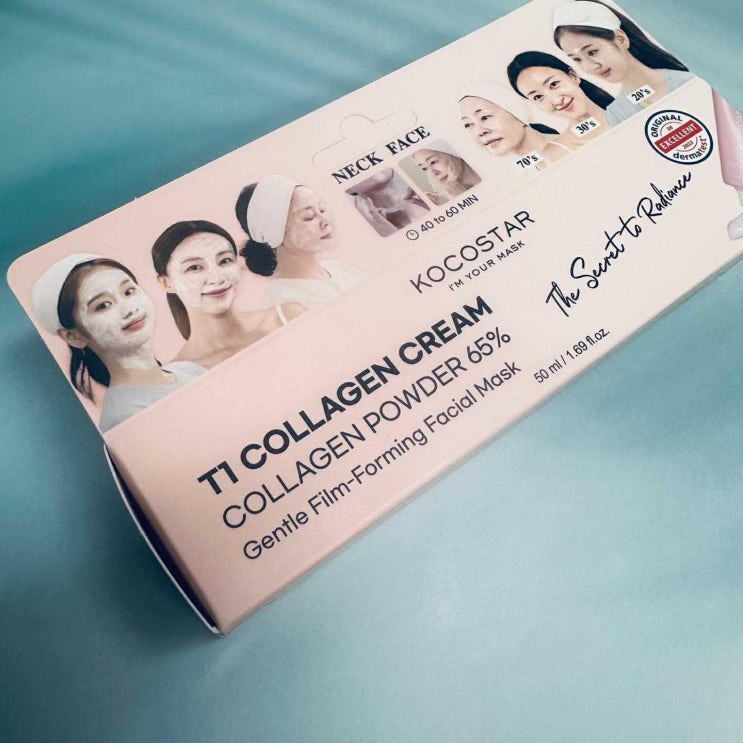 NECK FACE
40 to 60 MIN
70's
30's
20's
ORIGINAL
EXCELLENT
2023
dermatest
KOCOSTAR
I'M YOUR MASK
The Secret to Radiance
T1 COLLAGEN CREAM
COLLAGEN POWDER 65%
Gentle Film-Forming Facial Mask
50 ml / 1.69 fl.oz.